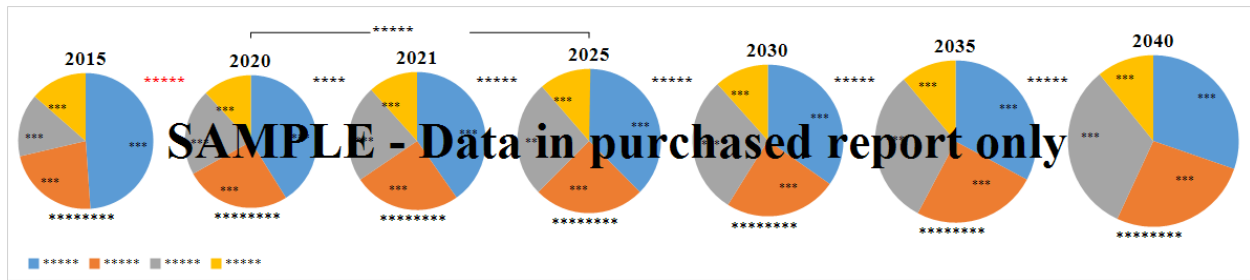 *****
2015 2020 2021 2025 2030 2035 2040
***** **** ***** ***** ***** *****
*** *** *** *** *** *** ***
*** *** *** *** *** *** ***
*** *** *** *** *** *** ***
SAMPLE - Data in purchased report only
*** *** *** *** *** *** ***
******** ******** ******** ******** ******** ******** ********
***** ***** ***** *****